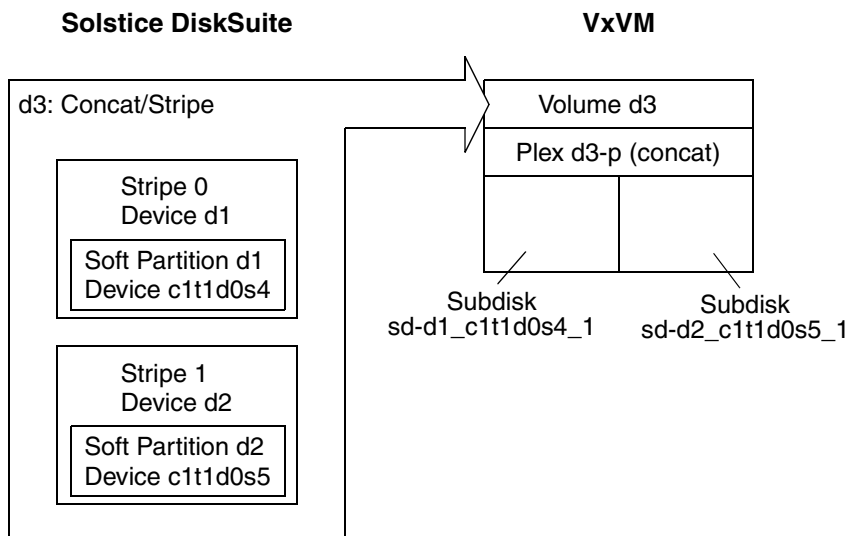 Solstice DiskSuite
VxVM
d3: Concat/Stripe
Stripe 0
Device d1
Soft Partition d1
Device c1t1d0s4
Stripe 1
Device d2
Soft Partition d2
Device c1t1d0s5
Volume d3
Plex d3-p (concat)
Subdisk
sd-d1_c1t1d0s4_1
Subdisk
sd-d2_c1t1d0s5_1